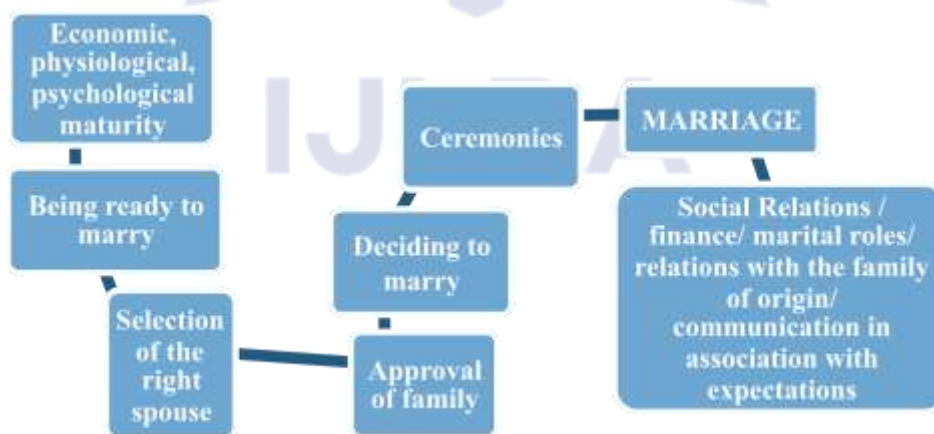 Economic,
physiological,
psychological
maturity
Being ready to
marry
Selection
of the
right
spouse
Approval
of family
Deciding to
marry
Ceremonies
MARRIAGE
Social Relations /
finance/ marital roles/
relations with the family
of origin/
communication in
association with
expectations